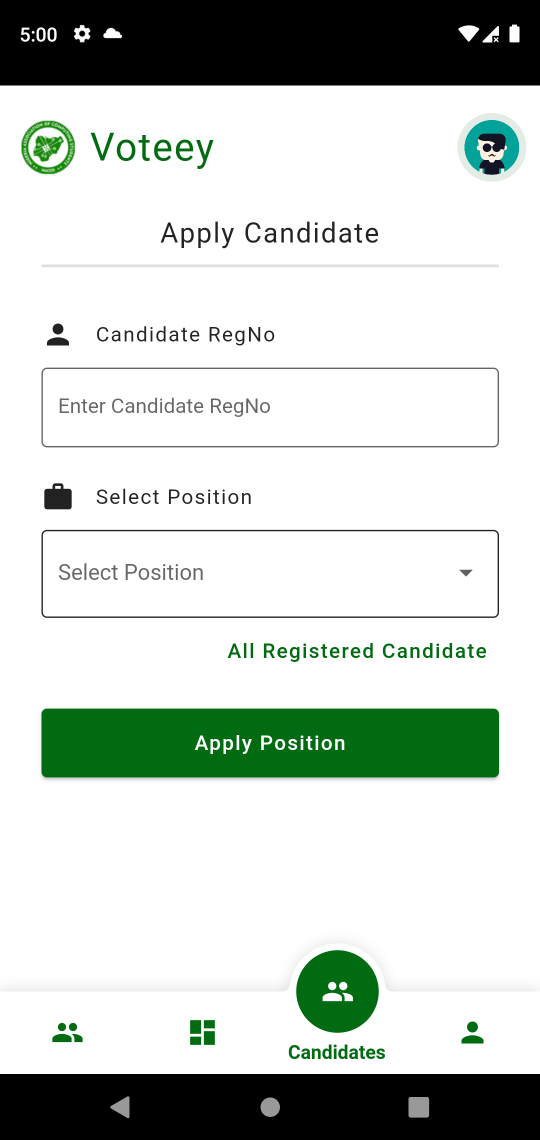 5:00
Voteey
Apply Candidate
Candidate RegNo
Enter Candidate RegNo
Select Position
Select Position
All Registered Candidate
Apply Position
Candidates